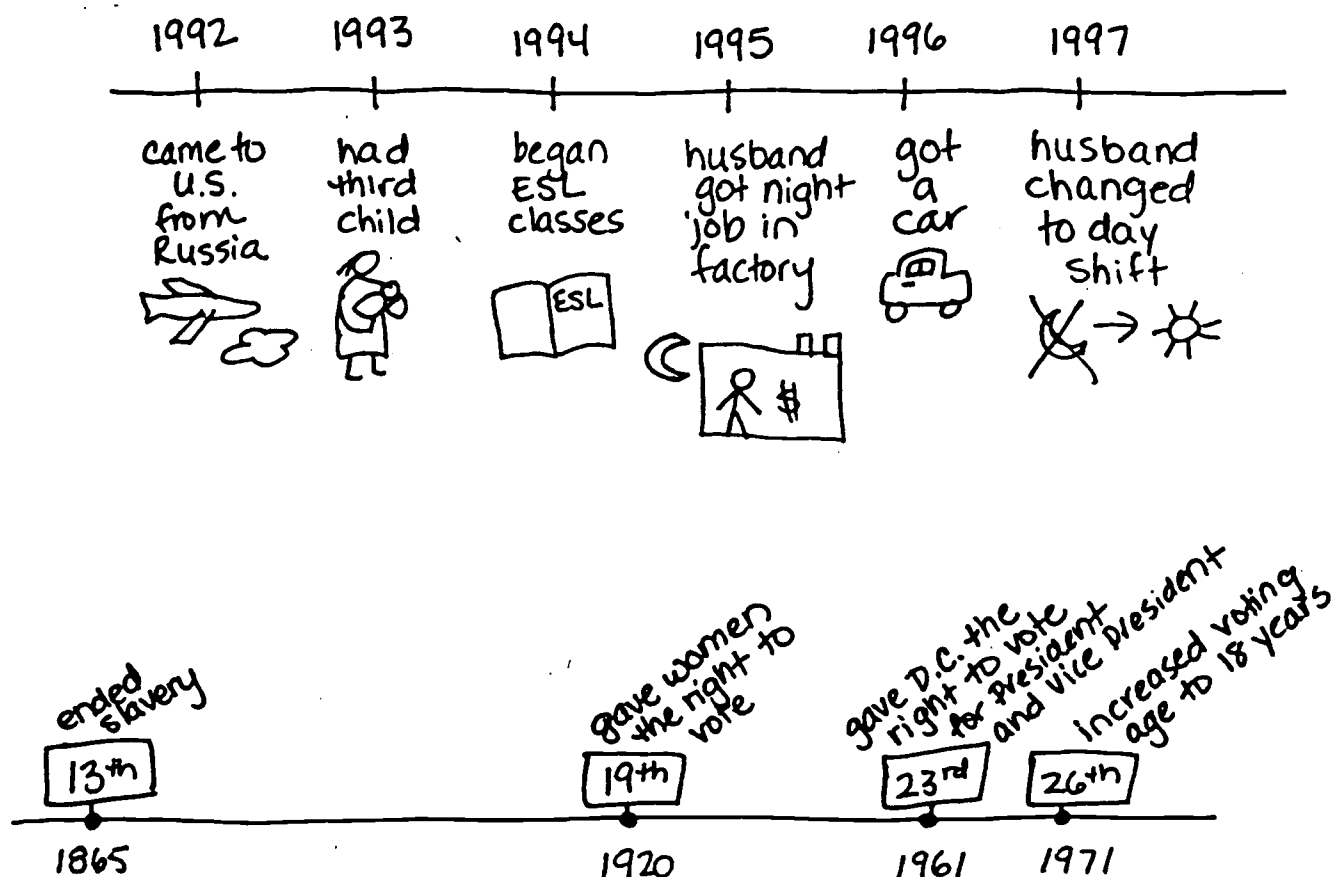 1992 1993 1994 1995 1996 1997
came to
U.S.
from
Russia
had
third
child
began
ESL
classes
husband
got night
job in
factory
got
a
car
husband
changed
to day
shift
ESL
$
ended
slavery
13th
gave women
the right to
vote
19th
gave D.C. the
right to vote
for President
and Vice President
23rd
increased voting
age to 18 years
26th
1865 1920 1961 1971